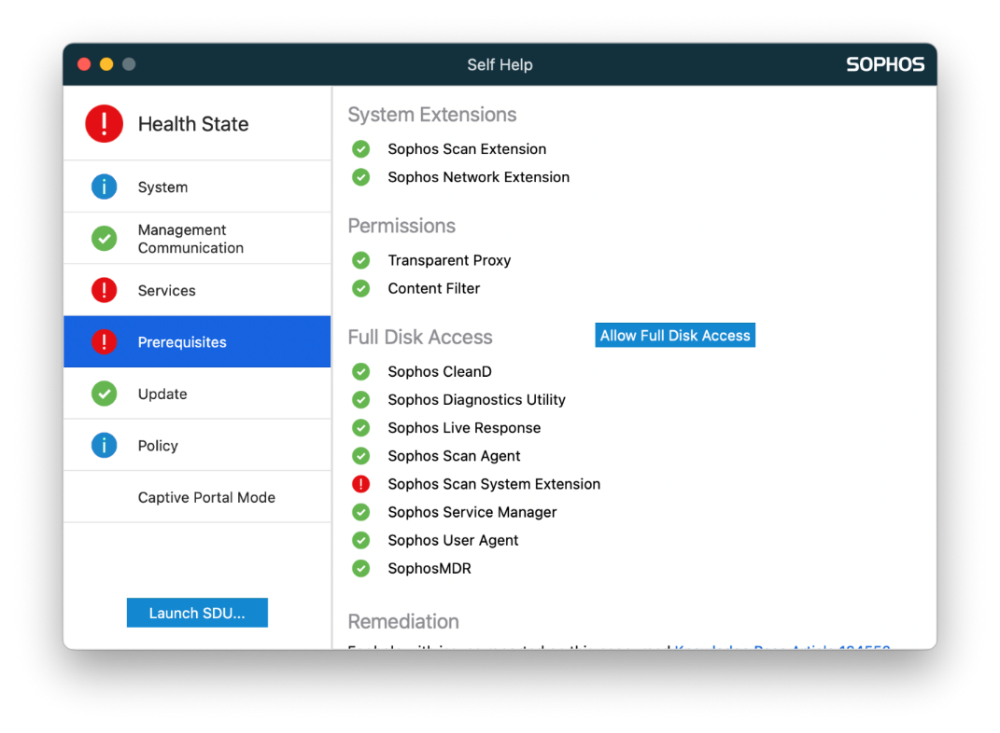 Self Help
SOPHOS
Health State
System
Management
Communication
Services
Prerequisites
Update
Policy
Captive Portal Mode
Launch SDU...
System Extensions
Sophos Scan Extension
Sophos Network Extension
Permissions
Transparent Proxy
Content Filter
Full Disk Access
Allow Full Disk Access
Sophos CleanD
Sophos Diagnostics Utility
Sophos Live Response
Sophos Scan Agent
Sophos Scan System Extension
Sophos Service Manager
Sophos User Agent
SophosMDR
Remediation